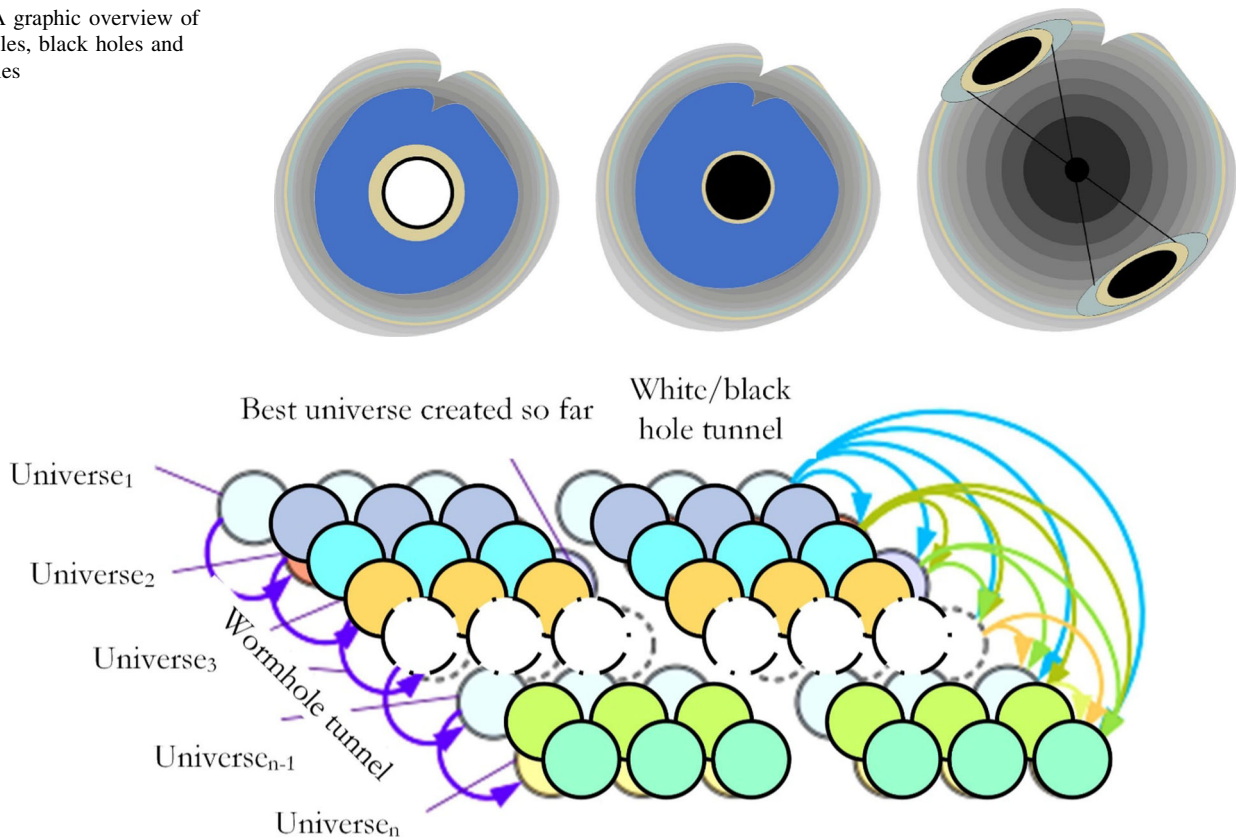 A graphic overview of
les, black holes and
les
White/black
hole tunnel
Best universe created so far
Universe₁
Universe₂
Universe₃
Wormhole tunnel
Universeₙ₋₁
Universeₙ